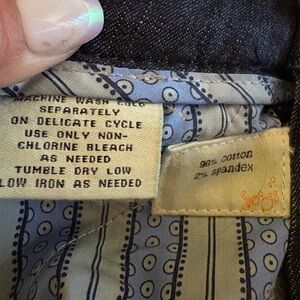 MACHINE WASH COLD
SEPARATELY
ON DELICATE CYCLE
USE ONLY NON-
CHLORINE BLEACH
AS NEEDED
TUMBLE DRY LOW
LOW IRON AS NEEDED
98% cotton
2% spandex